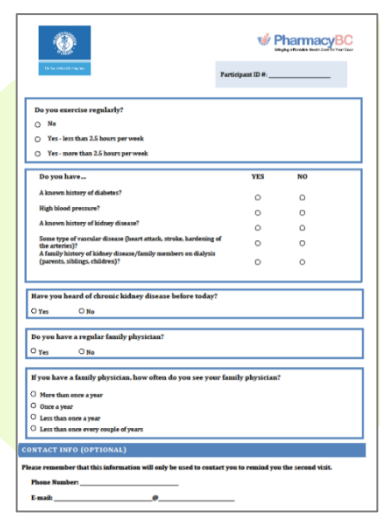 PharmacyBC
Participant ID #:
Do you exercise regularly?
No
Yes - less than 2.5 hours per week
Yes - more than 2.5 hours per week
Do you have... YES NO
A known history of diabetes?
High blood pressure?
A known history of kidney disease?
Some type of vascular disease (heart attack, stroke, hardening of
the arteries)?
A family history of kidney disease/family members on dialysis
(parents, siblings, children)?
Have you heard of chronic kidney disease before today?
Yes No
Do you have a regular family physician?
Yes No
If you have a family physician, how often do you see your family physician?
More than once a year
Once a year
Less than once a year
Less than once every couple of years
CONTACT INFO (OPTIONAL)
Please remember that this information will only be used to contact you to remind you the second visit.
Phone Number:
E-mail: @